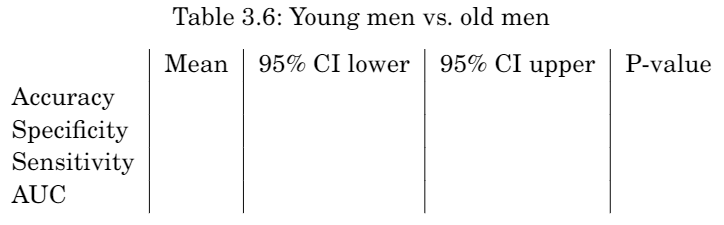 Table 3.6: Young men vs. old men
Mean 95% CI lower 95% CI upper P-value
Accuracy
Specificity
Sensitivity
AUC